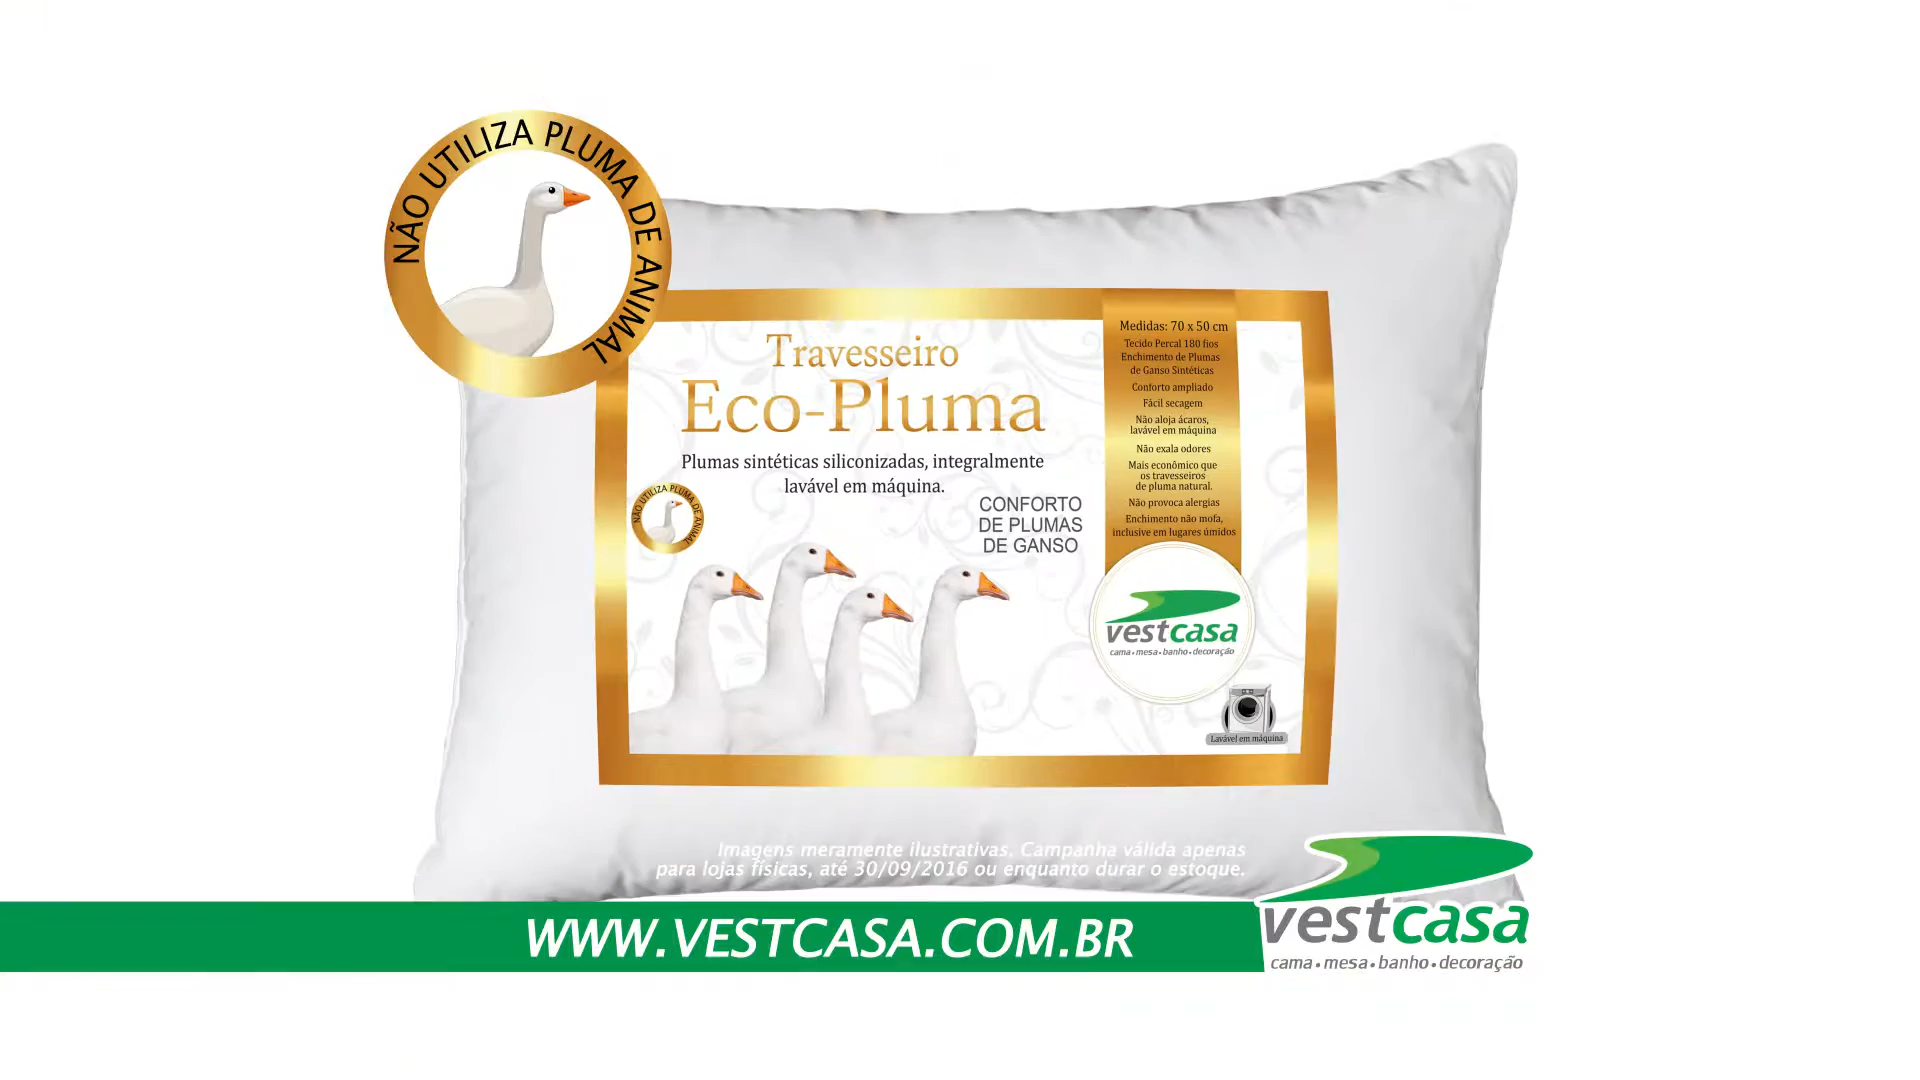 NÃO UTILIZA PLUMA DE ANIMAL
Travesseiro
Eco-Pluma
Plumas sintéticas siliconizadas, integralmente
lavável em máquina.
NÃO UTILIZA PLUMA DE ANIMAL
CONFORTO
DE PLUMAS
DE GANSO
Medidas: 70 x 50 cm
Tecido Percal 180 fios
Enchimento de Plumas
de Ganso Sintéticas
Conforto ampliado
Fácil secagem
Não aloja ácaros,
lavável em máquina
Não exala odores
Mais econômico que
os travesseiros
de pluma natural.
Não provoca alergias
Enchimento não mofa,
inclusive em lugares úmidos
vestcasa
cama•mesa•banho•decoração
Lavável em máquina
Imagens meramente ilustrativas. Campanha válida apenas
para lojas físicas, até 30/09/2016 ou enquanto durar o estoque.
WWW.VESTCASA.COM.BR
vestcasa
cama•mesa•banho•decoração